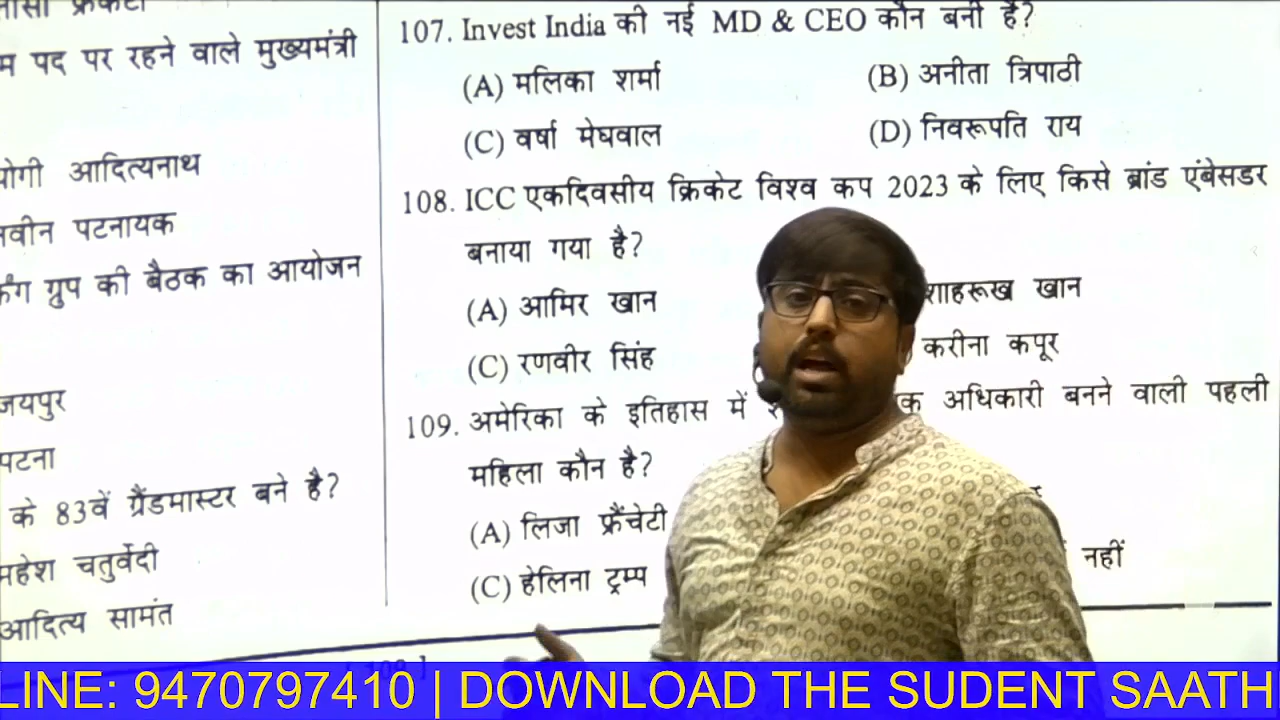 म पद पर रहने वाले मुख्यमंत्री
योगी आदित्यनाथ
नवीन पटनायक
ग्रुप की बैठक का आयोजन
जयपुर
पटना
के 83वें ग्रैंडमास्टर बने है?
महेश चतुर्वेदी
आदित्य सामंत
107. Invest India की नई MD & CEO कौन बनी है?
(A) मलिका शर्मा (B) अनीता त्रिपाठी
(C) वर्षा मेघवाल (D) निवरूपति राय
108. ICC एकदिवसीय क्रिकेट विश्व कप 2023 के लिए किसे ब्रांड एंबेसडर
बनाया गया है?
(A) आमिर खान शाहरूख खान
(C) रणवीर सिंह करीना कपूर
109. अमेरिका के इतिहास में अधिकारी बनने वाली पहली
महिला कौन है?
(A) लिजा फ्रैंचेटी
(C) हेलिना ट्रम्प नहीं
LINE: 9470797410 | DOWNLOAD THE SUDENT SAATH